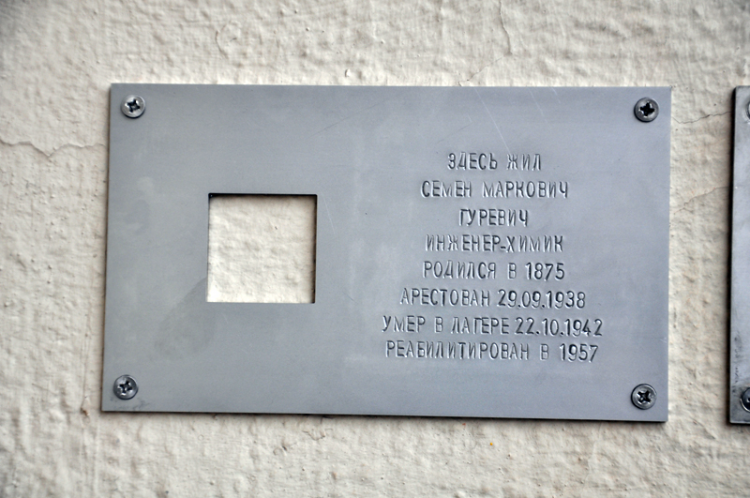 ЗДЕСЬ ЖИЛ
СЕМЕН МАРКОВИЧ
ГУРЕВИЧ
ИНЖЕНЕР-ХИМИК
РОДИЛСЯ В 1875
АРЕСТОВАН 29.09.1938
УМЕР В ЛАГЕРЕ 22.10.1942
РЕАБИЛИТИРОВАН В 1957